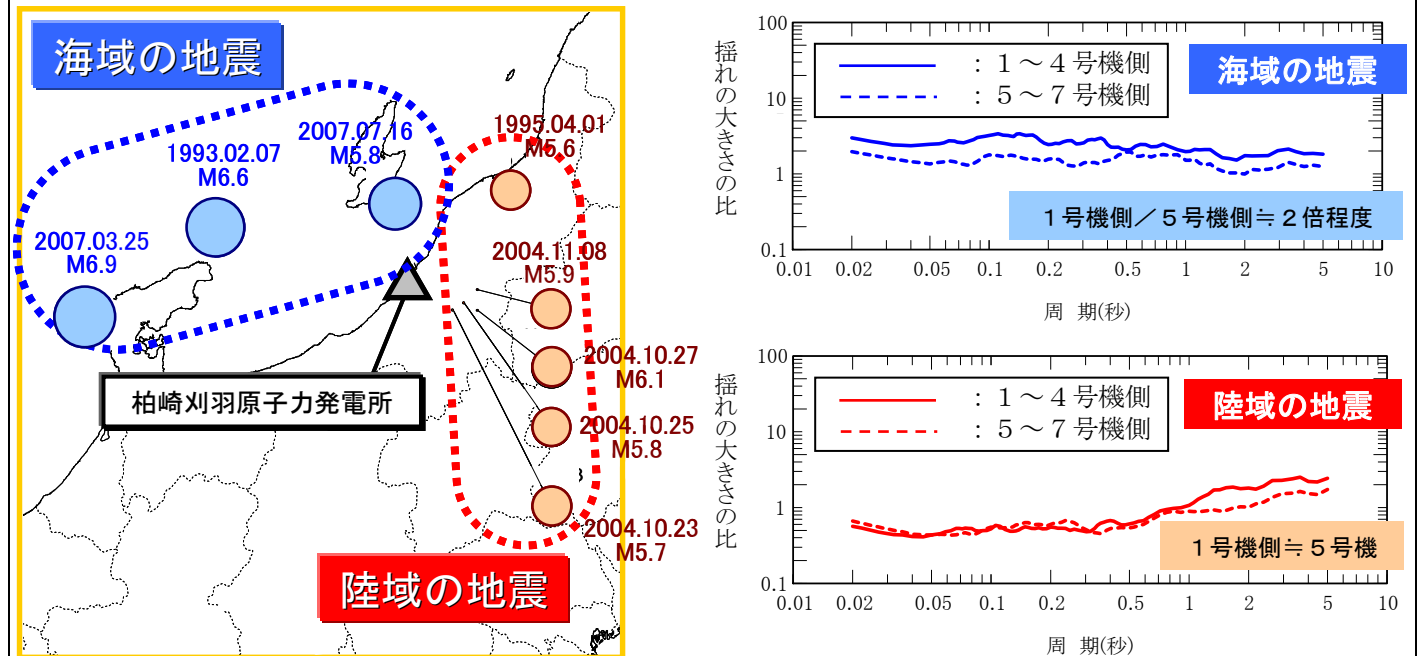 海域の地震
2007.07.16
M5.8
1993.02.07
M6.6
2007.03.25
M6.9
1995.04.01
M5.6
2004.11.08
M5.9
2004.10.27
M6.1
2004.10.25
M5.8
2004.10.23
M5.7
柏崎刈羽原子力発電所
陸域の地震
揺れの大きさの比
100
10
1
0.1
：１～４号機側
：５～７号機側
海域の地震
１号機側／５号機側≒２倍程度
0.01 0.02 0.05 0.1 0.2 0.5 1 2 5 10
周 期(秒)
揺れの大きさの比
100
10
1
0.1
：１～４号機側
：５～７号機側
陸域の地震
１号機側≒５号機
0.01 0.02 0.05 0.1 0.2 0.5 1 2 5 10
周 期(秒)